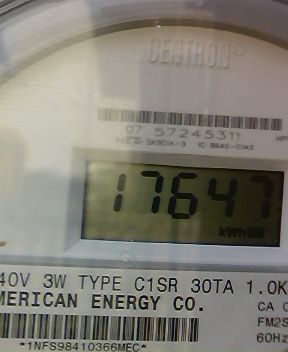 CENTRON®
07 57245311
17647
kWh
40V 3W TYPE C1SR 30TA 1.0K
MERICAN ENERGY CO.
CA 0
FM2S
60Hz
*1NFS98410366MEC*